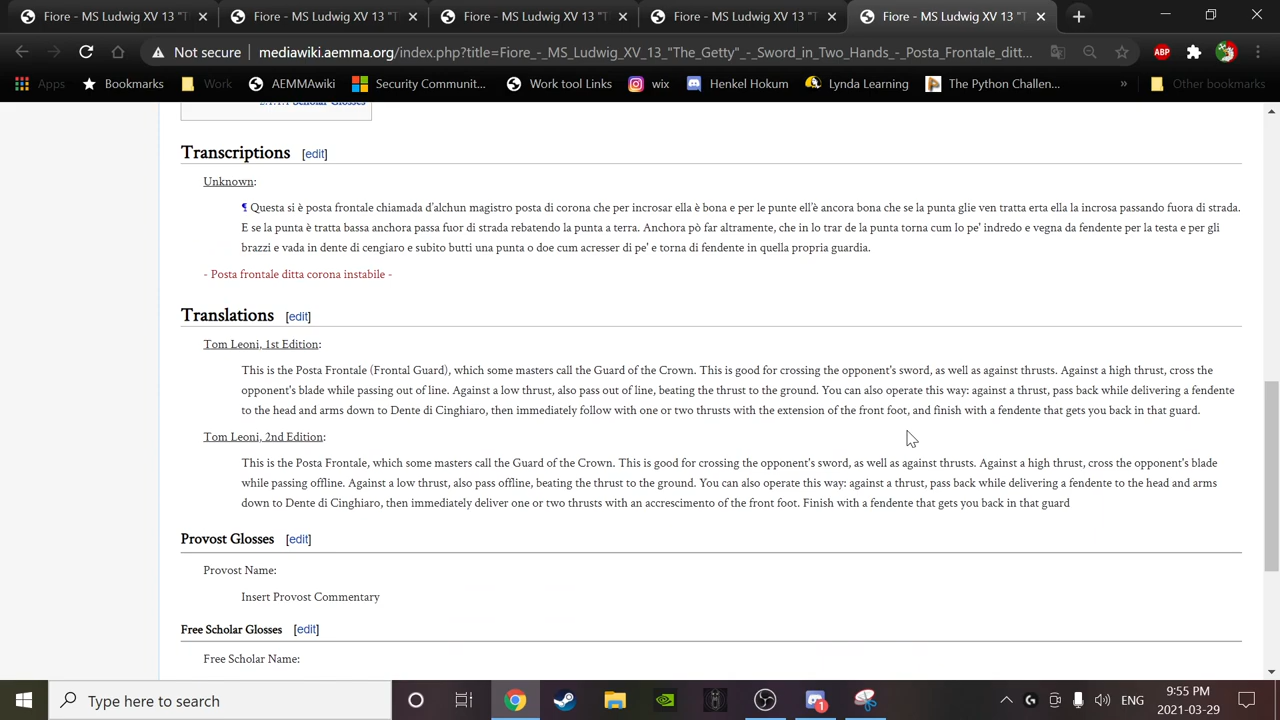 Fiore - MS Ludwig XV 13 "T
Fiore - MS Ludwig XV 13 "T
Fiore - MS Ludwig XV 13 "T
Fiore - MS Ludwig XV 13 "T
Fiore - MS Ludwig XV 13 "T
Not secure | mediawiki.aemma.org/index.php?title=Fiore_-_MS_Ludwig_XV_13_"The_Getty"_-_Sword_in_Two_Hands_-_Posta_Frontale_ditt...
ABP
Apps Bookmarks Work AEMMAwiki Security Communit... Work tool Links wix Henkel Hokum Lynda Learning The Python Challen... » Other bookmarks
Scholar Glosses
Transcriptions [edit]
Unknown:
¶ Questa si è posta frontale chiamada d'alchun magistro posta di corona che per incrosar ella è bona e per le punte ell'è ancora bona che se la punta glie ven tratta erta ella la incrosa passando fuora di strada.
E se la punta è tratta bassa anchora passa fuor di strada rebatendo la punta a terra. Anchora pò far altramente, che in lo trar de la punta torna cum lo pe' indredo e vegna da fendente per la testa e per gli
brazzi e vada in dente di cengiaro e subito butti una punta o doe cum acresser di pe' e torna di fendente in quella propria guardia.
- Posta frontale ditta corona instabile -
Translations [edit]
Tom Leoni, 1st Edition:
This is the Posta Frontale (Frontal Guard), which some masters call the Guard of the Crown. This is good for crossing the opponent's sword, as well as against thrusts. Against a high thrust, cross the
opponent's blade while passing out of line. Against a low thrust, also pass out of line, beating the thrust to the ground. You can also operate this way: against a thrust, pass back while delivering a fendente
to the head and arms down to Dente di Cinghiaro, then immediately follow with one or two thrusts with the extension of the front foot, and finish with a fendente that gets you back in that guard.
Tom Leoni, 2nd Edition:
This is the Posta Frontale, which some masters call the Guard of the Crown. This is good for crossing the opponent's sword, as well as against thrusts. Against a high thrust, cross the opponent's blade
while passing offline. Against a low thrust, also pass offline, beating the thrust to the ground. You can also operate this way: against a thrust, pass back while delivering a fendente to the head and arms
down to Dente di Cinghiaro, then immediately deliver one or two thrusts with an accrescimento of the front foot. Finish with a fendente that gets you back in that guard
Provost Glosses [edit]
Provost Name:
Insert Provost Commentary
Free Scholar Glosses [edit]
Free Scholar Name:
Type here to search
1
ENG
9:55 PM
2021-03-29